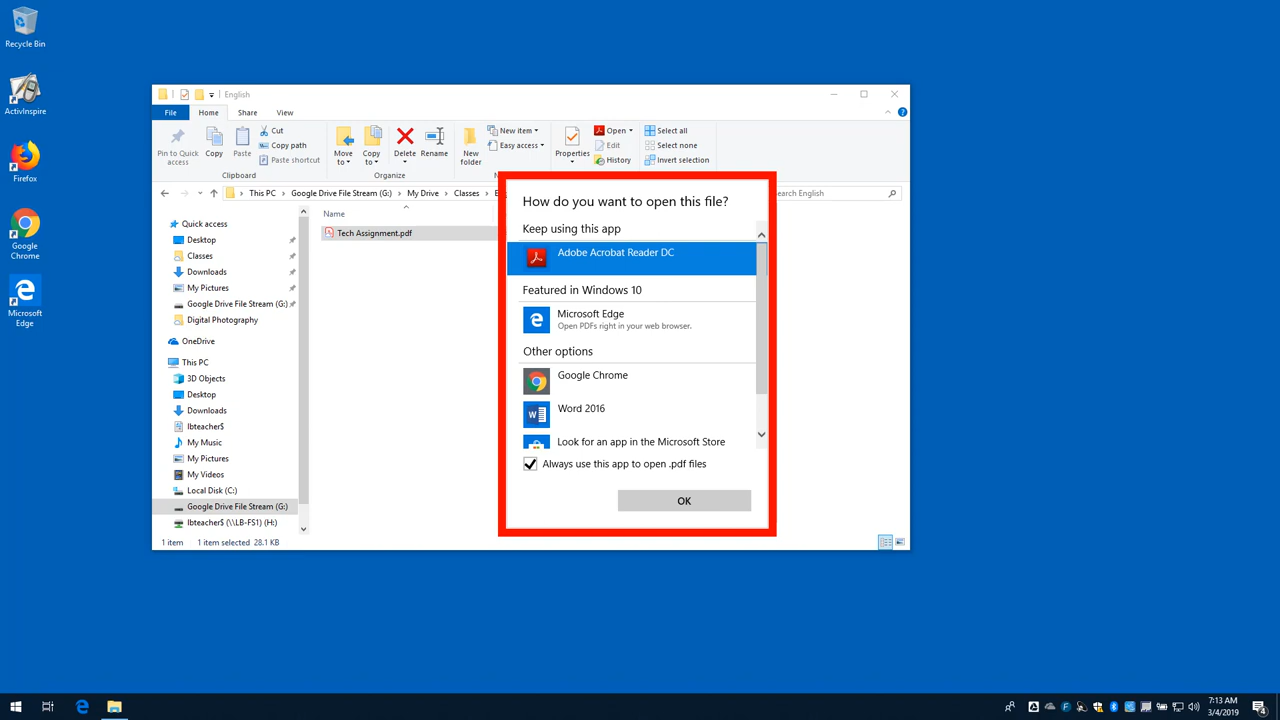 Recycle Bin
ActivInspire
Firefox
Google
Chrome
Microsoft
Edge
English
File
Home
Share
View
Pin to Quick
access
Copy
Paste
Cut
Copy path
Paste shortcut
Clipboard
Move
to
Copy
to
Delete
Rename
Organize
New
folder
New item
Easy access
Properties
Open
Edit
History
Select all
Select none
Invert selection
This PC > Google Drive File Stream (G:) > My Drive > Classes
Search English
Quick access
Desktop
Classes
Downloads
My Pictures
Google Drive File Stream (G:)
Digital Photography
OneDrive
This PC
3D Objects
Desktop
Downloads
lbteacher$
My Music
My Pictures
My Videos
Local Disk (C:)
Google Drive File Stream (G:)
lbteacher$ (\\LB-FS1) (H:)
Name
Tech Assignment.pdf
How do you want to open this file?
Keep using this app
Adobe Acrobat Reader DC
Featured in Windows 10
Microsoft Edge
Open PDFs right in your web browser.
Other options
Google Chrome
Word 2016
Look for an app in the Microsoft Store
Always use this app to open .pdf files
OK
1 item
1 item selected 28.1 KB
7:13 AM
3/4/2019
4